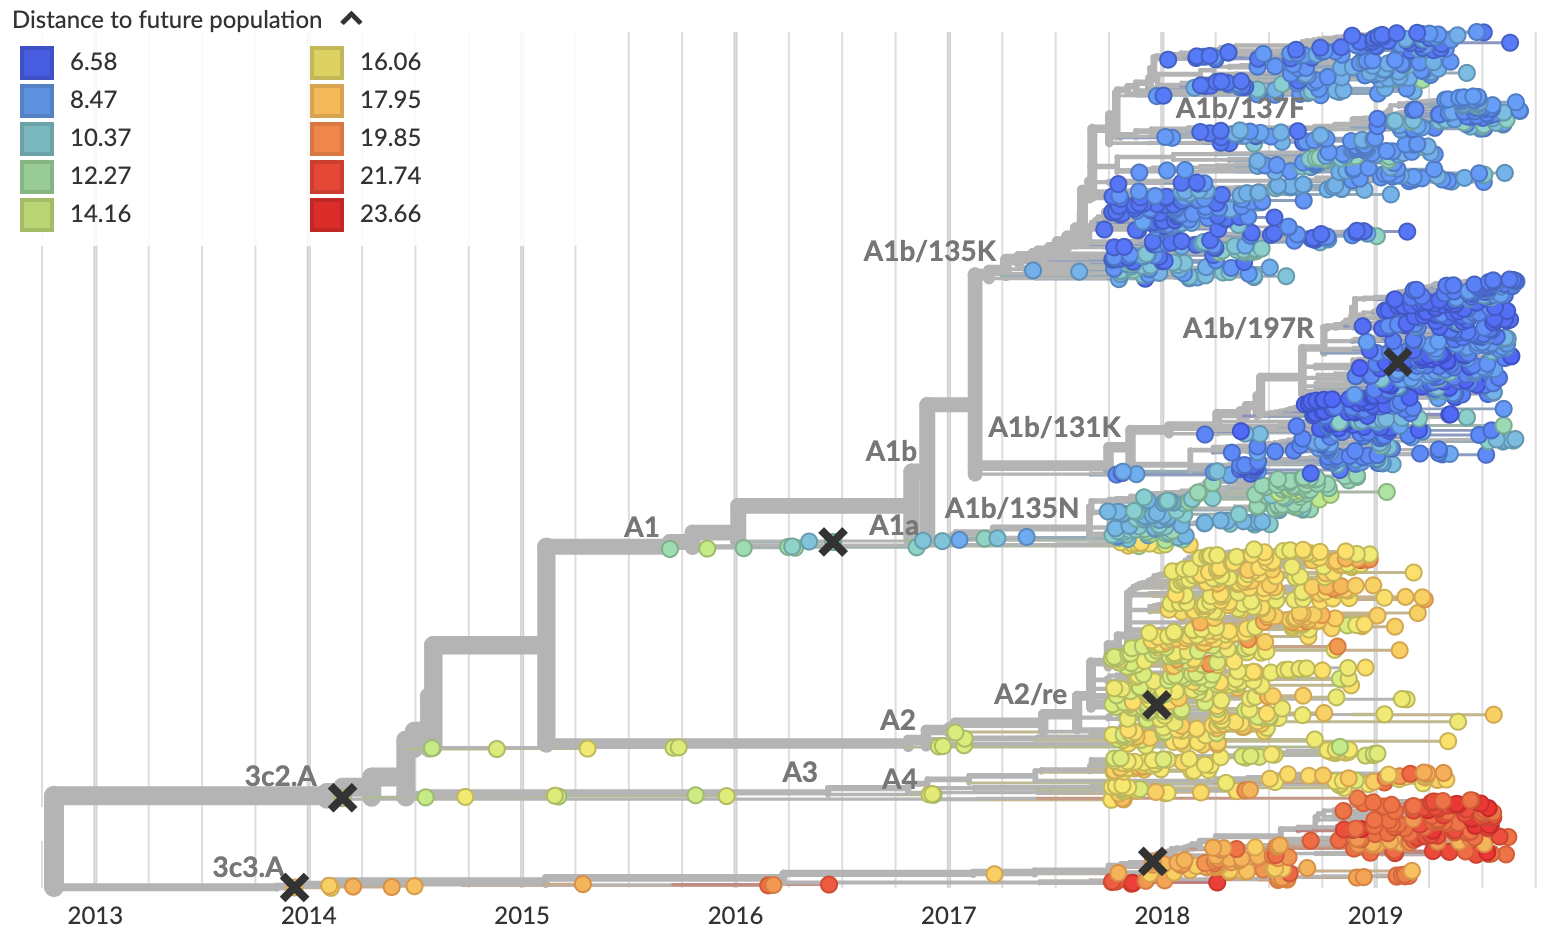 Distance to future population
6.58 16.06
8.47 17.95
10.37 19.85
12.27 21.74
14.16 23.66
A1b/137F
A1b/135K
A1b/197R
A1b/131K
A1b
A1b/135N
A1
A1a
A2/re
A2
A3
3c2.A
A4
3c3.A
2013 2014 2015 2016 2017 2018 2019